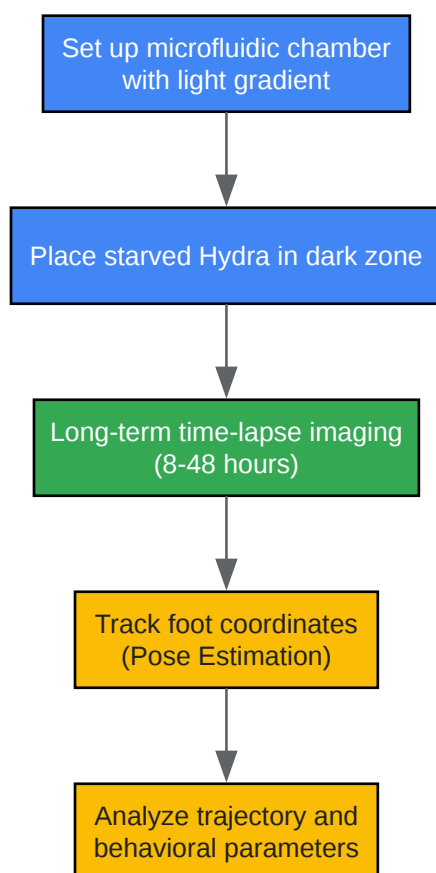 Set up microfluidic chamber
with light gradient
Place starved Hydra in dark zone
Long-term time-lapse imaging
(8-48 hours)
Track foot coordinates
(Pose Estimation)
Analyze trajectory and
behavioral parameters